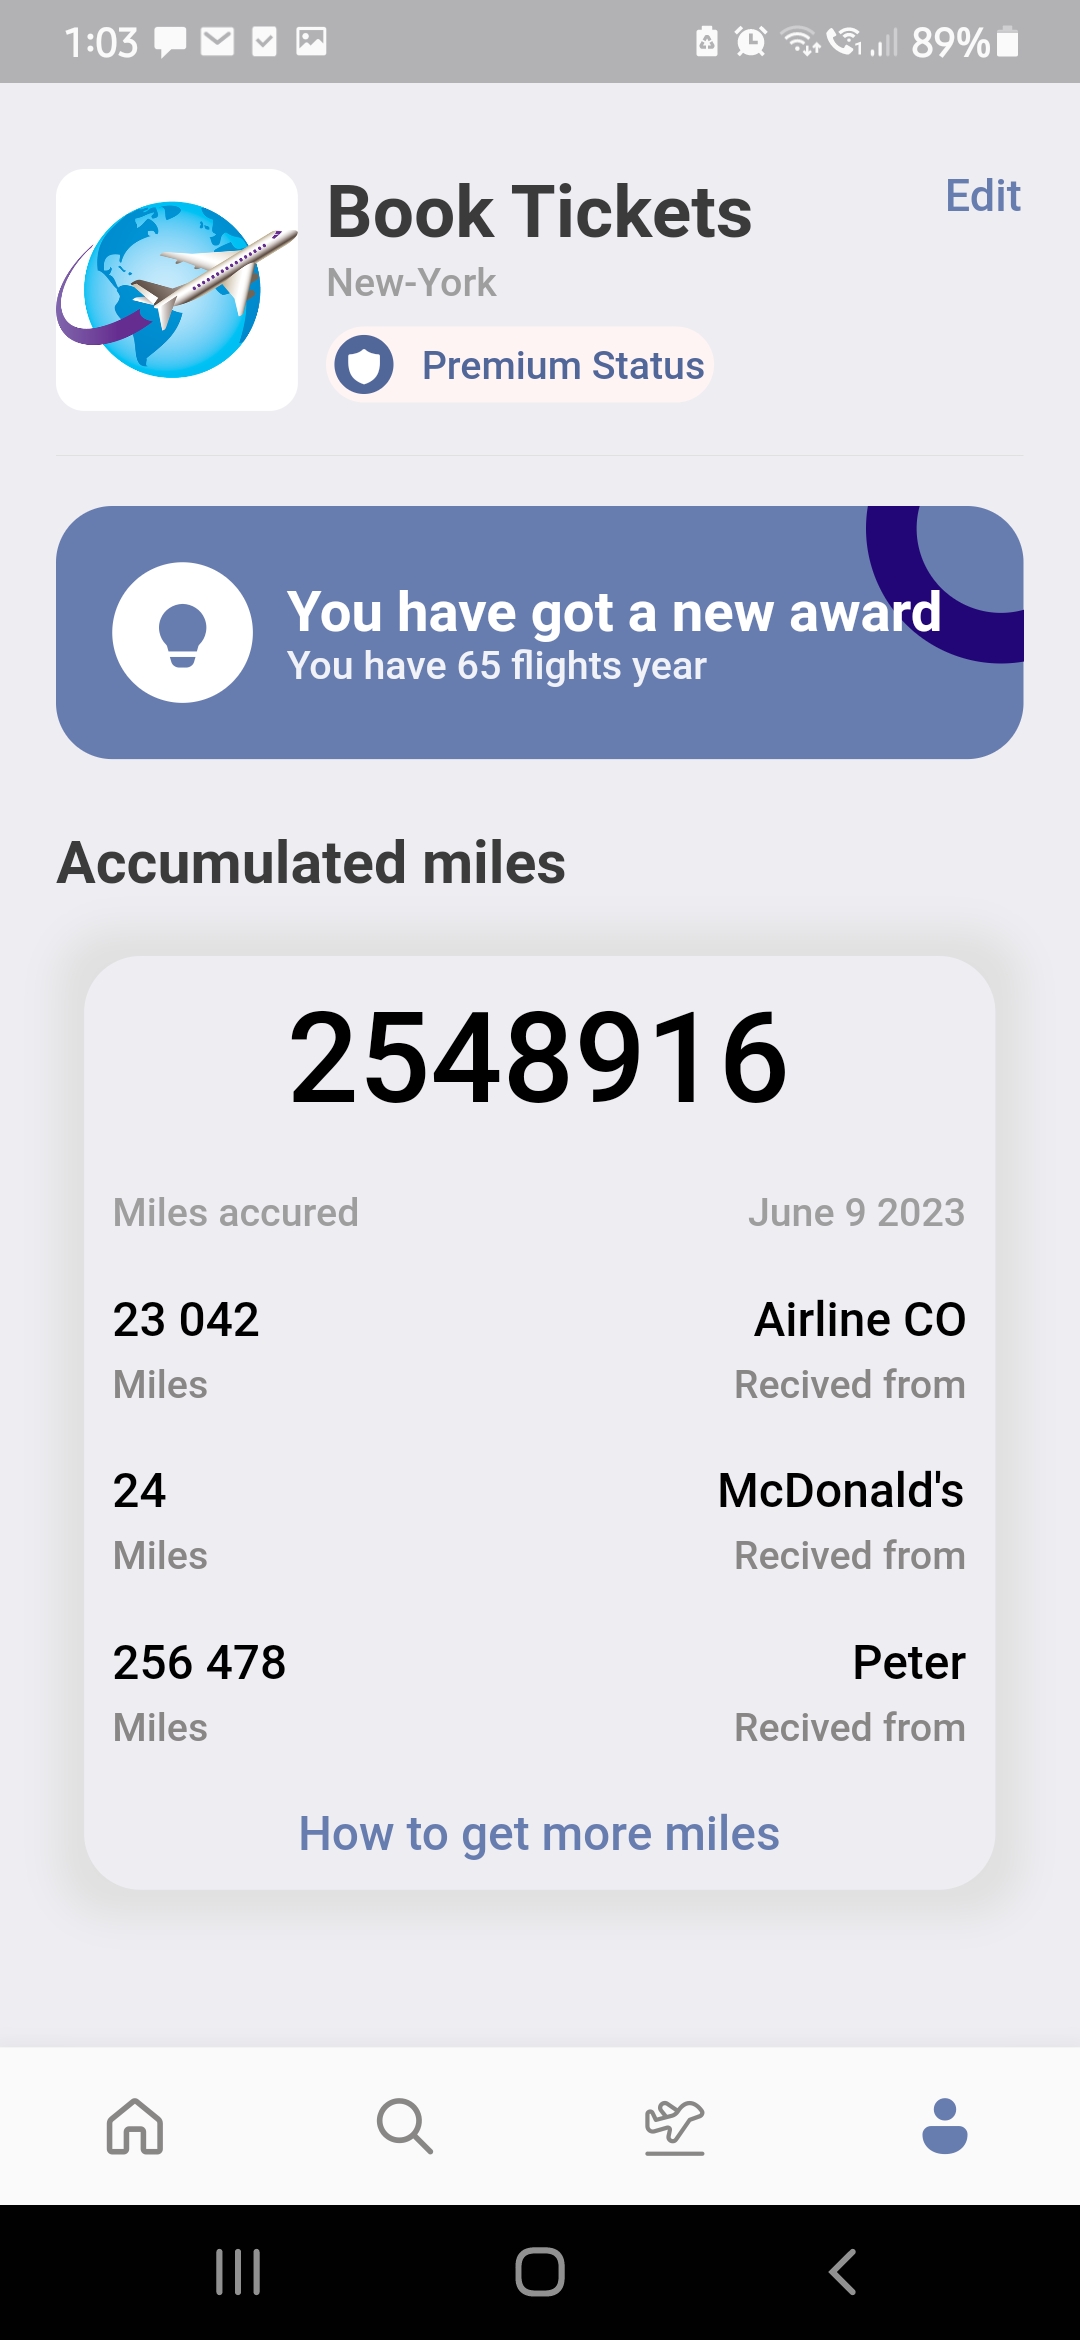 1:03 89%
Book Tickets
Edit
New-York
Premium Status
You have got a new award
You have 65 flights year
Accumulated miles
2548916
Miles accured June 9 2023
23 042 Airline CO
Miles Recived from
24 McDonald's
Miles Recived from
256 478 Peter
Miles Recived from
How to get more miles